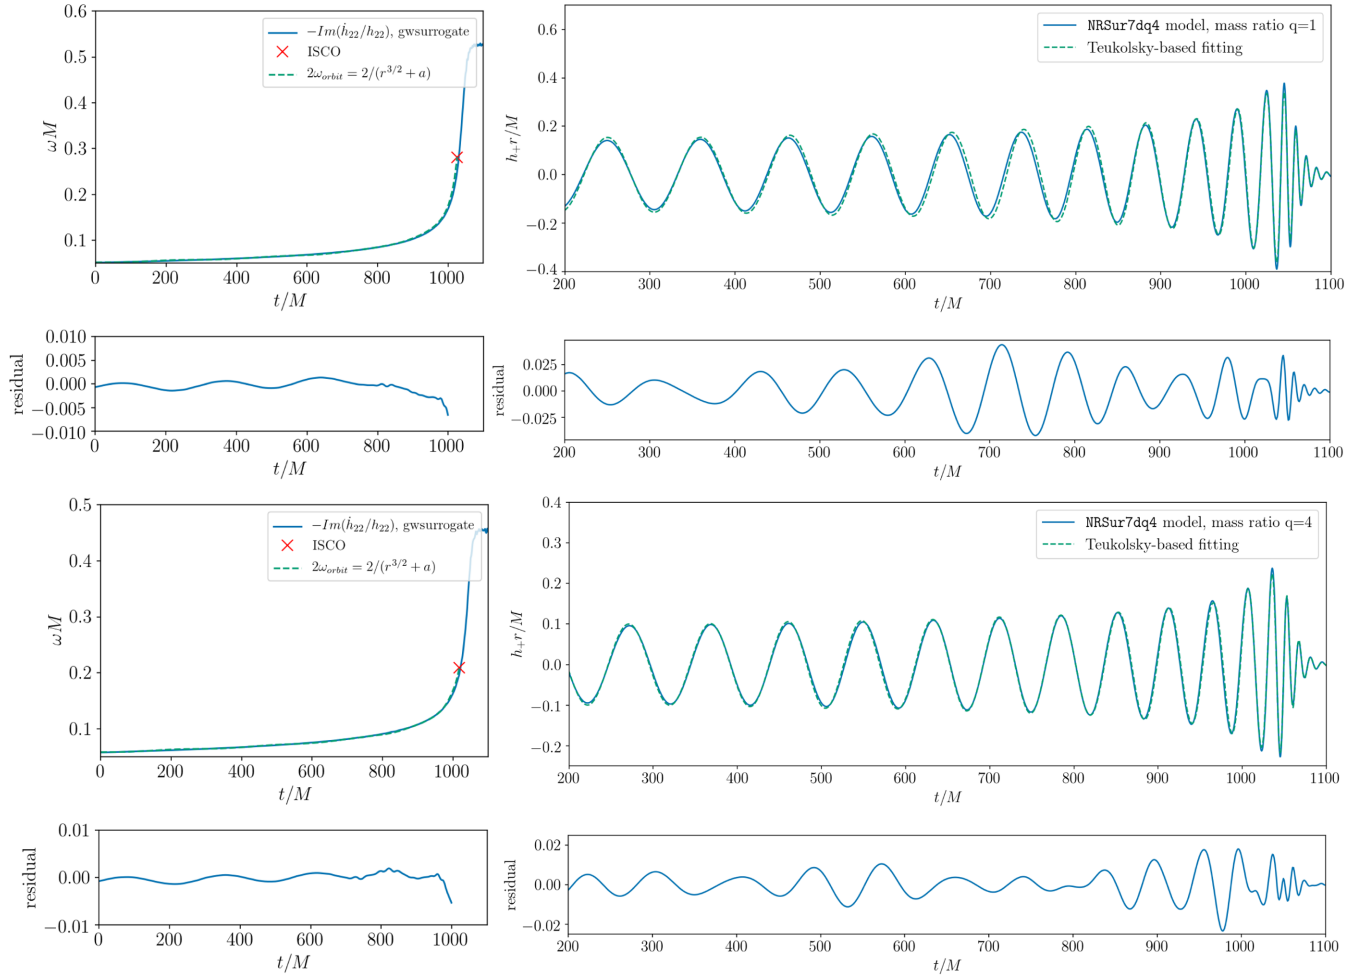 0.6
0.5
0.4
0.3
0.2
0.1
ωM
−Im(ḣ₂₂/h₂₂), gwsurrogate
ISCO
2ω_orbit = 2/(r^{3/2} + a)
0 200 400 600 800 1000
t/M
0.6
0.4
0.2
0.0
−0.2
−0.4
h₊r/M
NRSur7dq4 model, mass ratio q=1
Teukolsky-based fitting
200 300 400 500 600 700 800 900 1000 1100
t/M
0.010
0.005
0.000
−0.005
−0.010
residual
0 200 400 600 800 1000
t/M
0.025
0.000
−0.025
residual
200 300 400 500 600 700 800 900 1000 1100
t/M
0.5
0.4
0.3
0.2
0.1
ωM
−Im(ḣ₂₂/h₂₂), gwsurrogate
ISCO
2ω_orbit = 2/(r^{3/2} + a)
0 200 400 600 800 1000
t/M
0.4
0.3
0.2
0.1
0.0
−0.1
−0.2
h₊r/M
NRSur7dq4 model, mass ratio q=4
Teukolsky-based fitting
200 300 400 500 600 700 800 900 1000 1100
t/M
0.01
0.00
−0.01
residual
0 200 400 600 800 1000
t/M
0.02
0.00
−0.02
residual
200 300 400 500 600 700 800 900 1000 1100
t/M